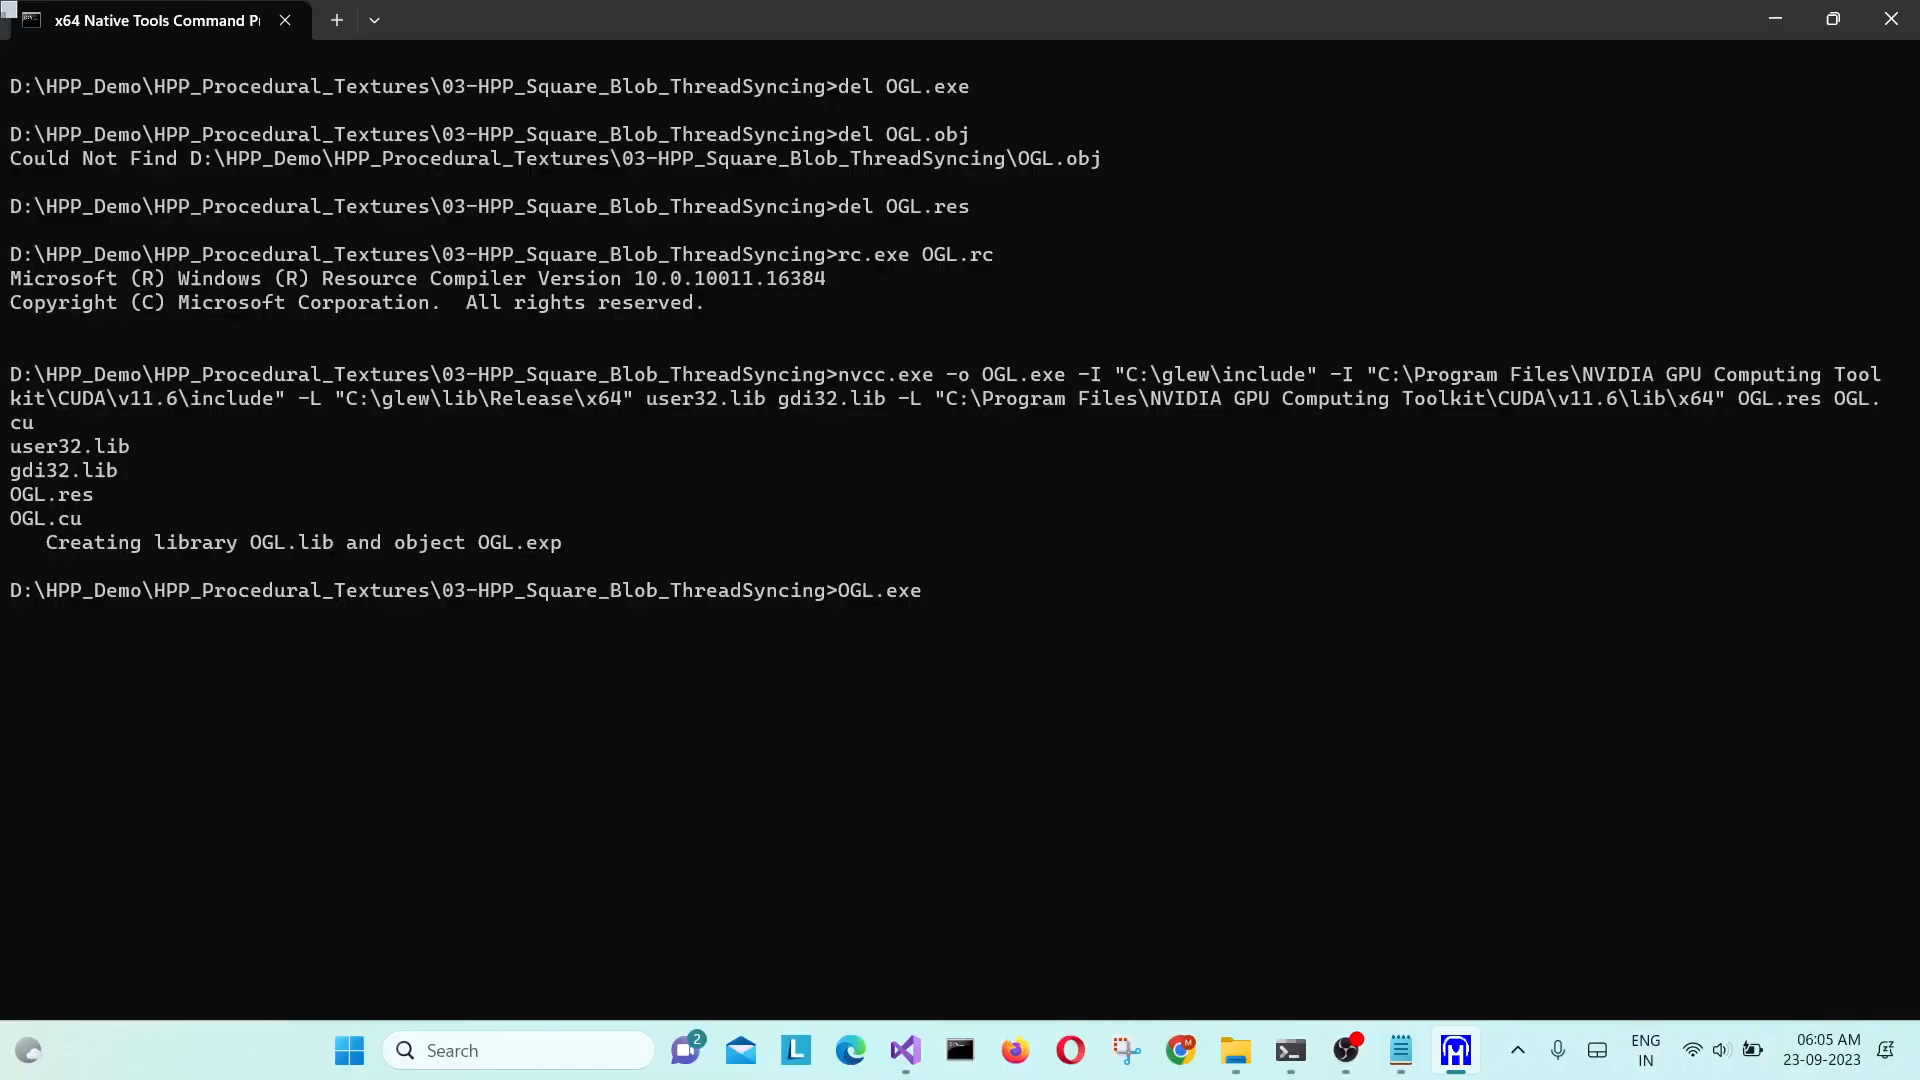 x64 Native Tools Command P
D:\HPP_Demo\HPP_Procedural_Textures\03-HPP_Square_Blob_ThreadSyncing>del OGL.exe
D:\HPP_Demo\HPP_Procedural_Textures\03-HPP_Square_Blob_ThreadSyncing>del OGL.obj
Could Not Find D:\HPP_Demo\HPP_Procedural_Textures\03-HPP_Square_Blob_ThreadSyncing\OGL.obj
D:\HPP_Demo\HPP_Procedural_Textures\03-HPP_Square_Blob_ThreadSyncing>del OGL.res
D:\HPP_Demo\HPP_Procedural_Textures\03-HPP_Square_Blob_ThreadSyncing>rc.exe OGL.rc
Microsoft (R) Windows (R) Resource Compiler Version 10.0.10011.16384
Copyright (C) Microsoft Corporation.  All rights reserved.
D:\HPP_Demo\HPP_Procedural_Textures\03-HPP_Square_Blob_ThreadSyncing>nvcc.exe -o OGL.exe -I "C:\glew\include" -I "C:\Program Files\NVIDIA GPU Computing Tool
kit\CUDA\v11.6\include" -L "C:\glew\lib\Release\x64" user32.lib gdi32.lib -L "C:\Program Files\NVIDIA GPU Computing Toolkit\CUDA\v11.6\lib\x64" OGL.res OGL.
cu
user32.lib
gdi32.lib
OGL.res
OGL.cu
   Creating library OGL.lib and object OGL.exp
D:\HPP_Demo\HPP_Procedural_Textures\03-HPP_Square_Blob_ThreadSyncing>OGL.exe
Search
2
L
M
ENG
IN
06:05 AM
23-09-2023